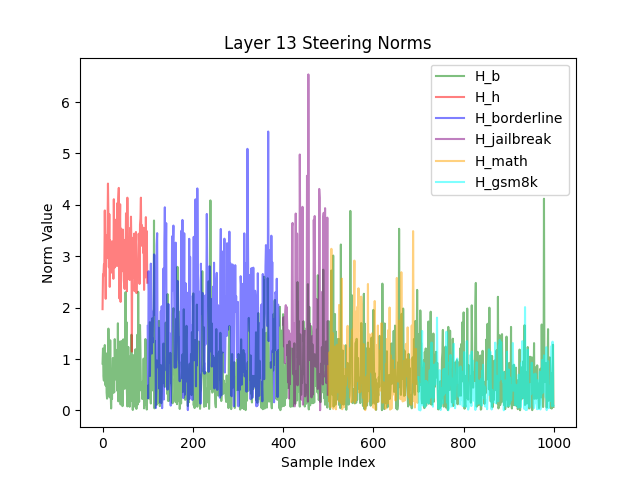 Layer 13 Steering Norms
H_b
H_h
H_borderline
H_jailbreak
H_math
H_gsm8k
Norm Value
6
5
4
3
2
1
0
0 200 400 600 800 1000
Sample Index